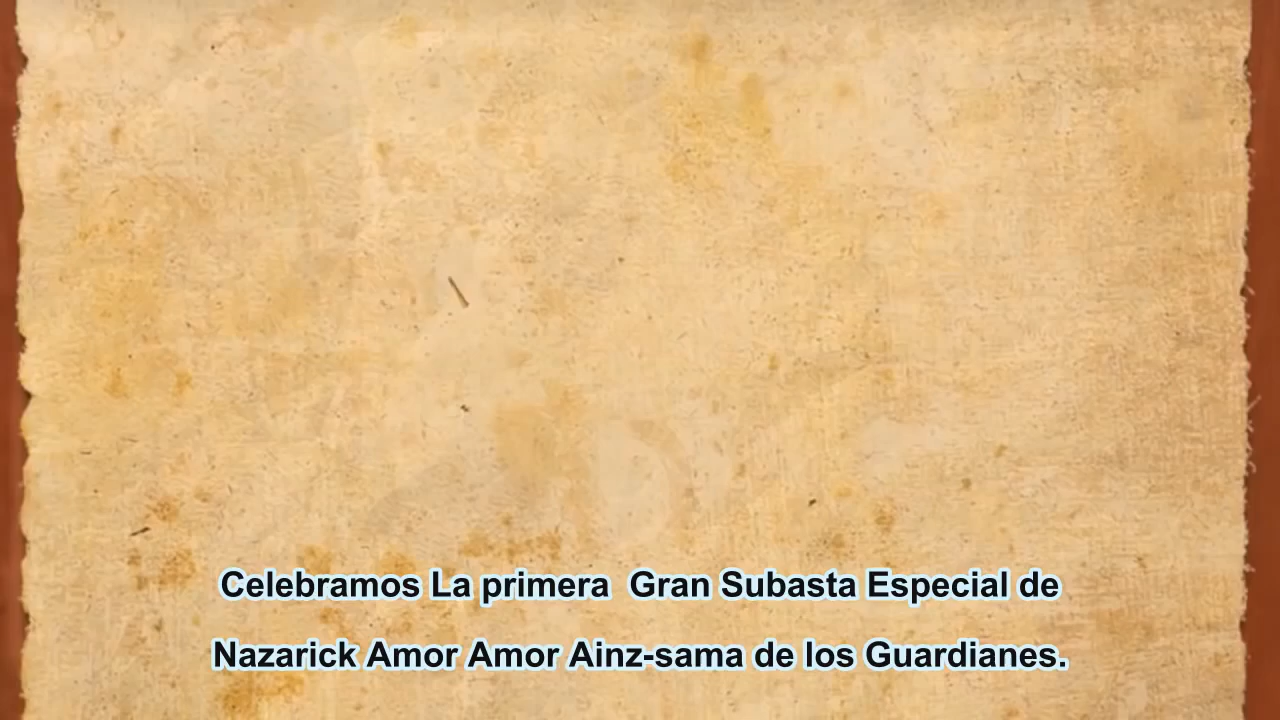 Celebramos La primera  Gran Subasta Especial de
Nazarick Amor Amor Ainz-sama de los Guardianes.